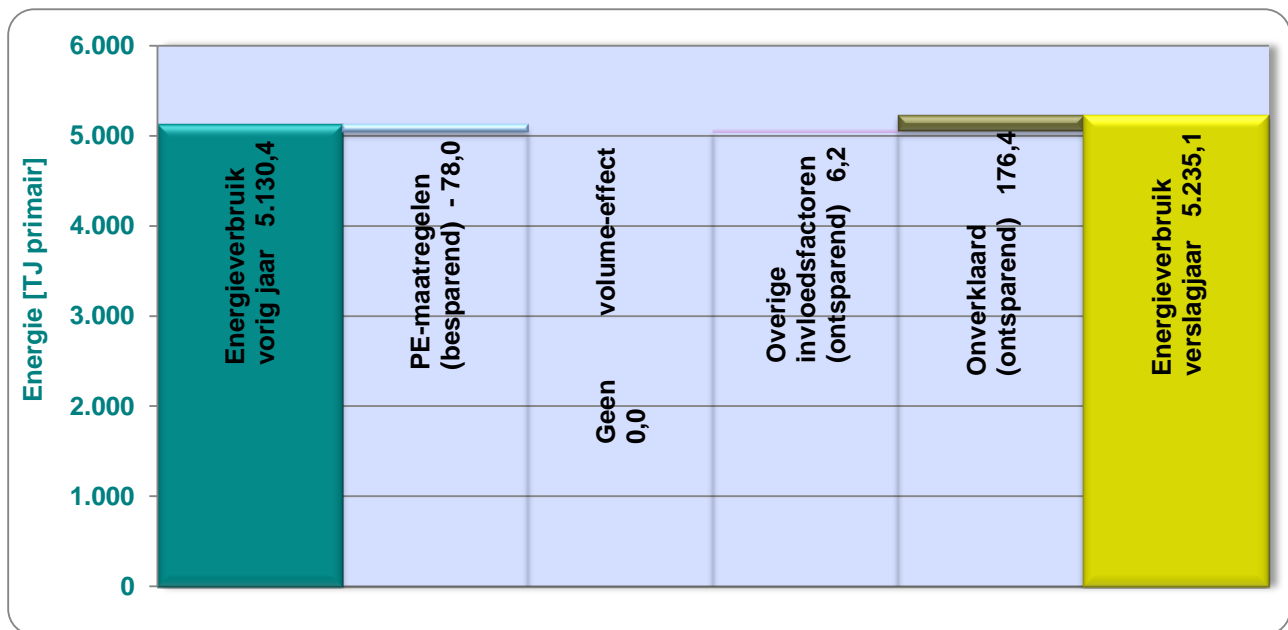 Energie [TJ primair]
6.000
5.000
4.000
3.000
2.000
1.000
0
Energieverbruik
vorig jaar 5.130,4
PE-maatregelen
(besparend) - 78,0
Geen volume-effect
0,0
Overige
invloedsfactoren
(ontsparend) 6,2
Onverklaard
(ontsparend) 176,4
Energieverbruik
verslagjaar 5.235,1